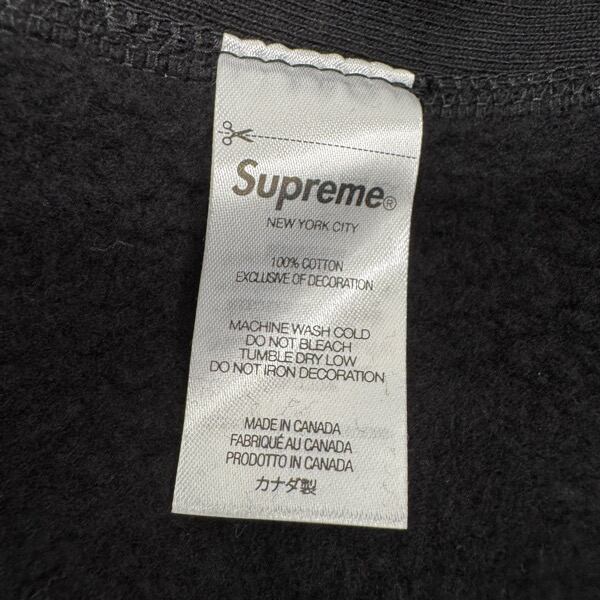 Supreme®
NEW YORK CITY
100% COTTON
EXCLUSIVE OF DECORATION
MACHINE WASH COLD
DO NOT BLEACH
TUMBLE DRY LOW
DO NOT IRON DECORATION
MADE IN CANADA
FABRIQUÉ AU CANADA
PRODOTTO IN CANADA
カナダ製